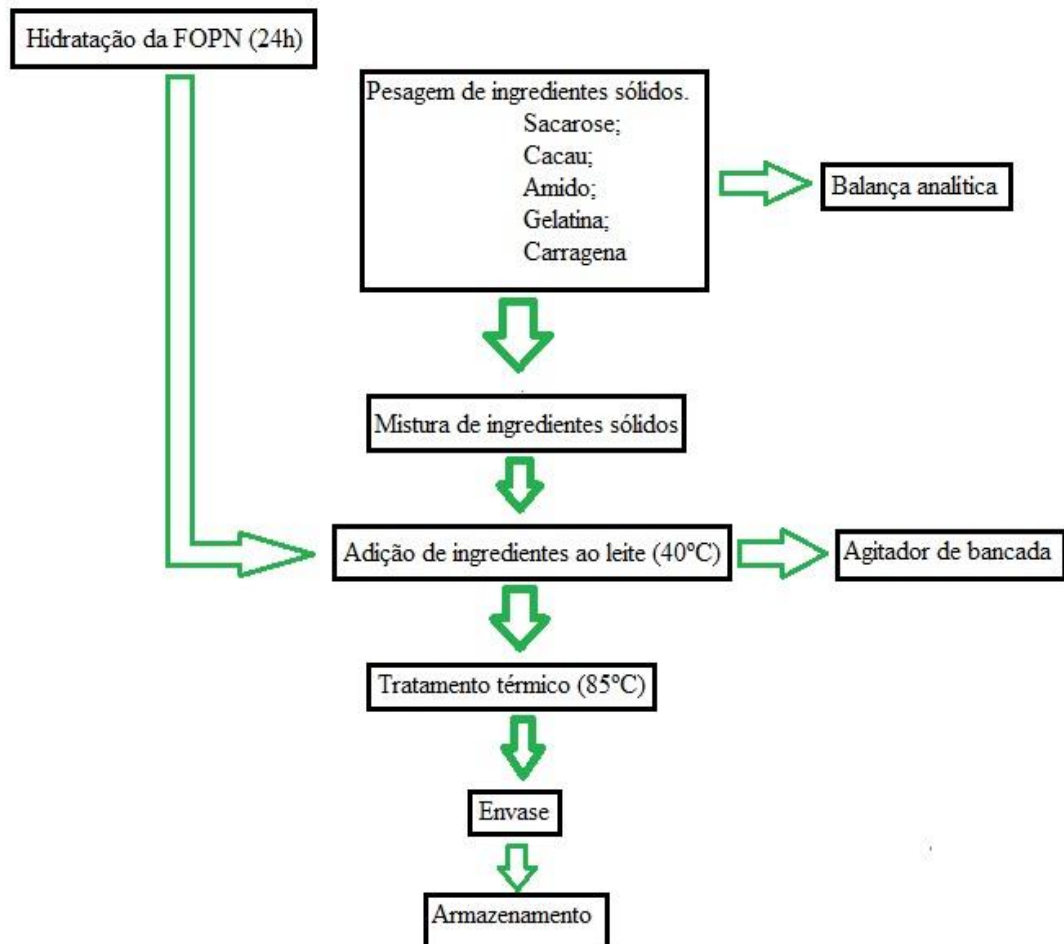 Hidratação da FOPN (24h)
Pesagem de ingredientes sólidos.
Sacarose;
Cacau;
Amido;
Gelatina;
Carragena
Balança analítica
Mistura de ingredientes sólidos
Adição de ingredientes ao leite (40ºC)
Agitador de bancada
Tratamento térmico (85ºC)
Envase
Armazenamento